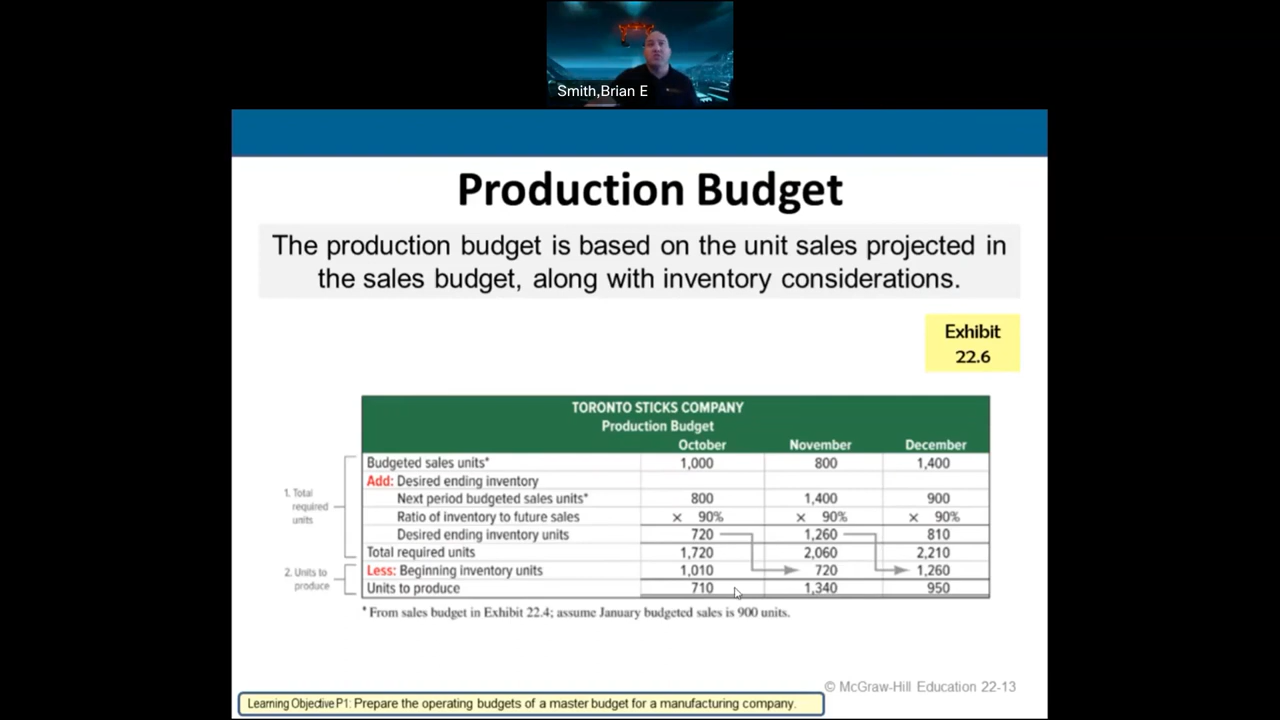 Smith,Brian E
Production Budget
The production budget is based on the unit sales projected in
the sales budget, along with inventory considerations.
Exhibit
22.6
TORONTO STICKS COMPANY
Production Budget
October November December
1. Total
required
units
Budgeted sales units* 1,000 800 1,400
Add: Desired ending inventory
Next period budgeted sales units* 800 1,400 900
Ratio of inventory to future sales × 90% × 90% × 90%
Desired ending inventory units 720 1,260 810
Total required units 1,720 2,060 2,210
2. Units to
produce
Less: Beginning inventory units 1,010 720 1,260
Units to produce 710 1,340 950
* From sales budget in Exhibit 22.4; assume January budgeted sales is 900 units.
© McGraw-Hill Education 22-13
Learning Objective P1: Prepare the operating budgets of a master budget for a manufacturing company.